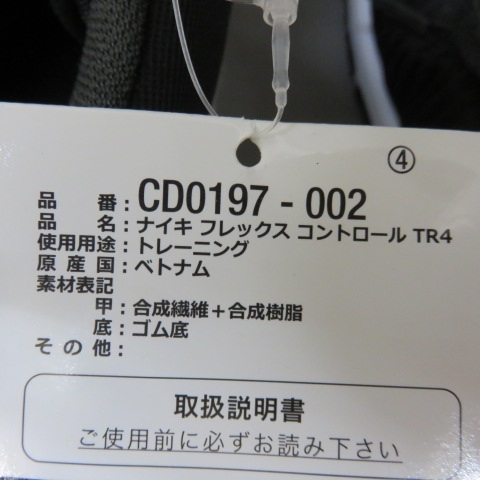 ④
品番：CD0197-002
品名：ナイキ フレックス コントロール TR4
使用用途：トレーニング
原産国：ベトナム
素材表記
甲：合成繊維＋合成樹脂
底：ゴム底
その他：
取扱説明書
ご使用前に必ずお読み下さい